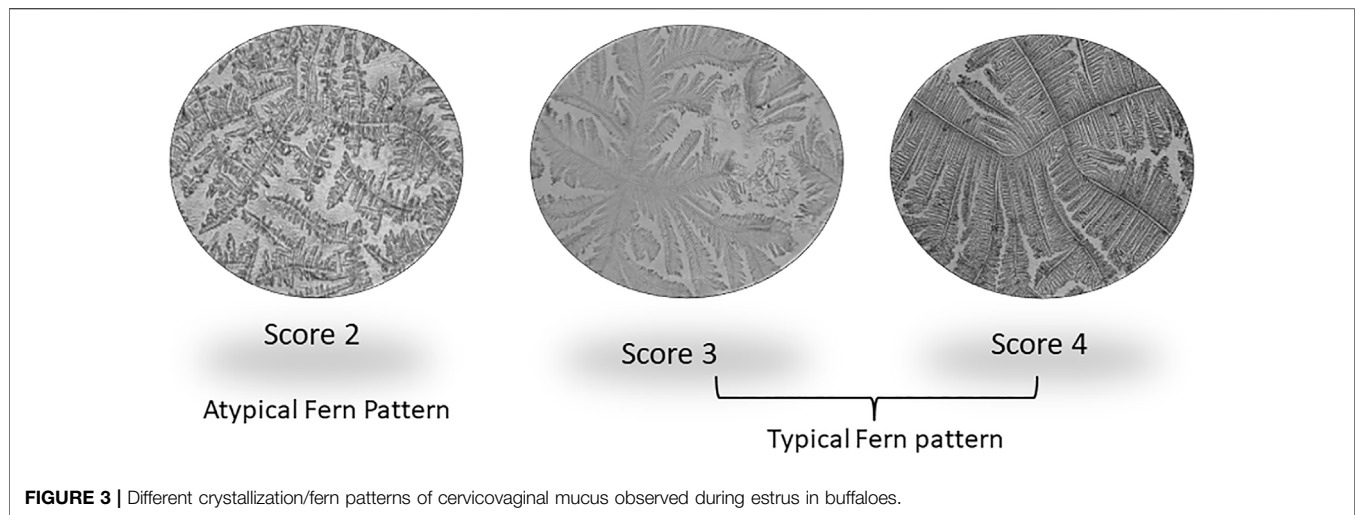 Score 2
Score 3
Score 4
Atypical Fern Pattern
Typical Fern pattern
FIGURE 3 | Different crystallization/fern patterns of cervicovaginal mucus observed during estrus in buffaloes.